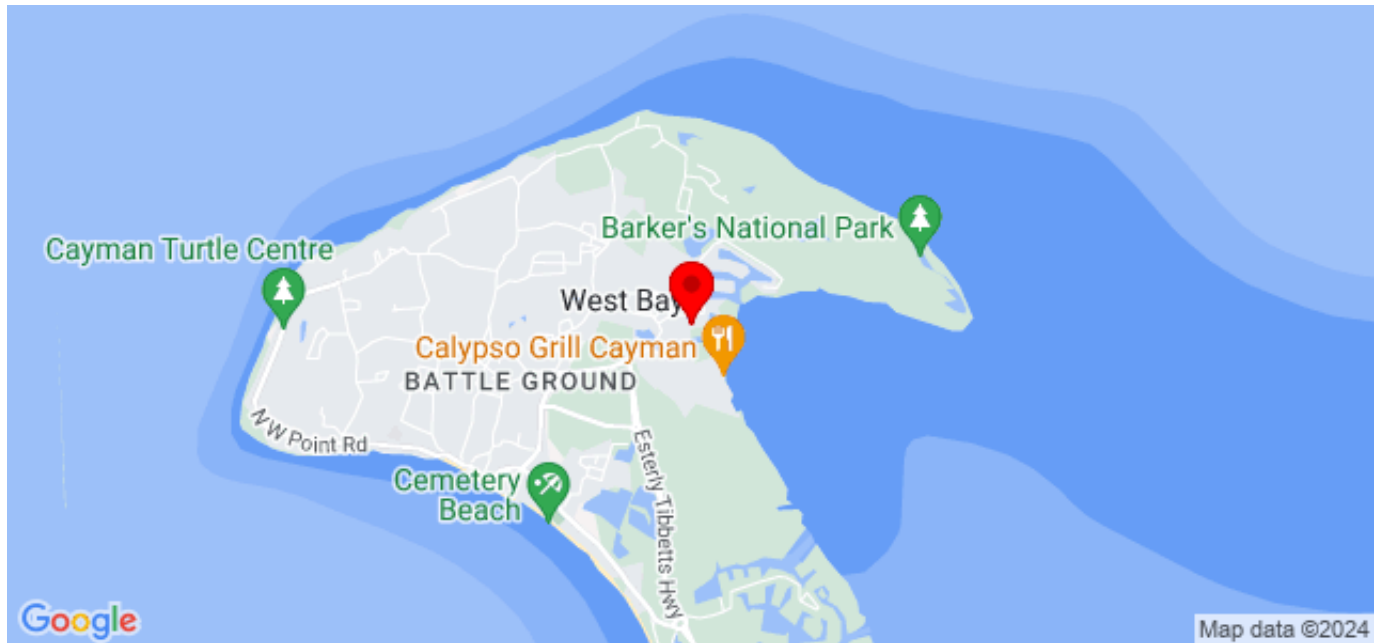 Barker's National Park
Cayman Turtle Centre
West Bay
Calypso Grill Cayman
BATTLE GROUND
NW Point Rd
Esterly Tibbetts Hwy
Cemetery
Beach
Google
Map data ©2024